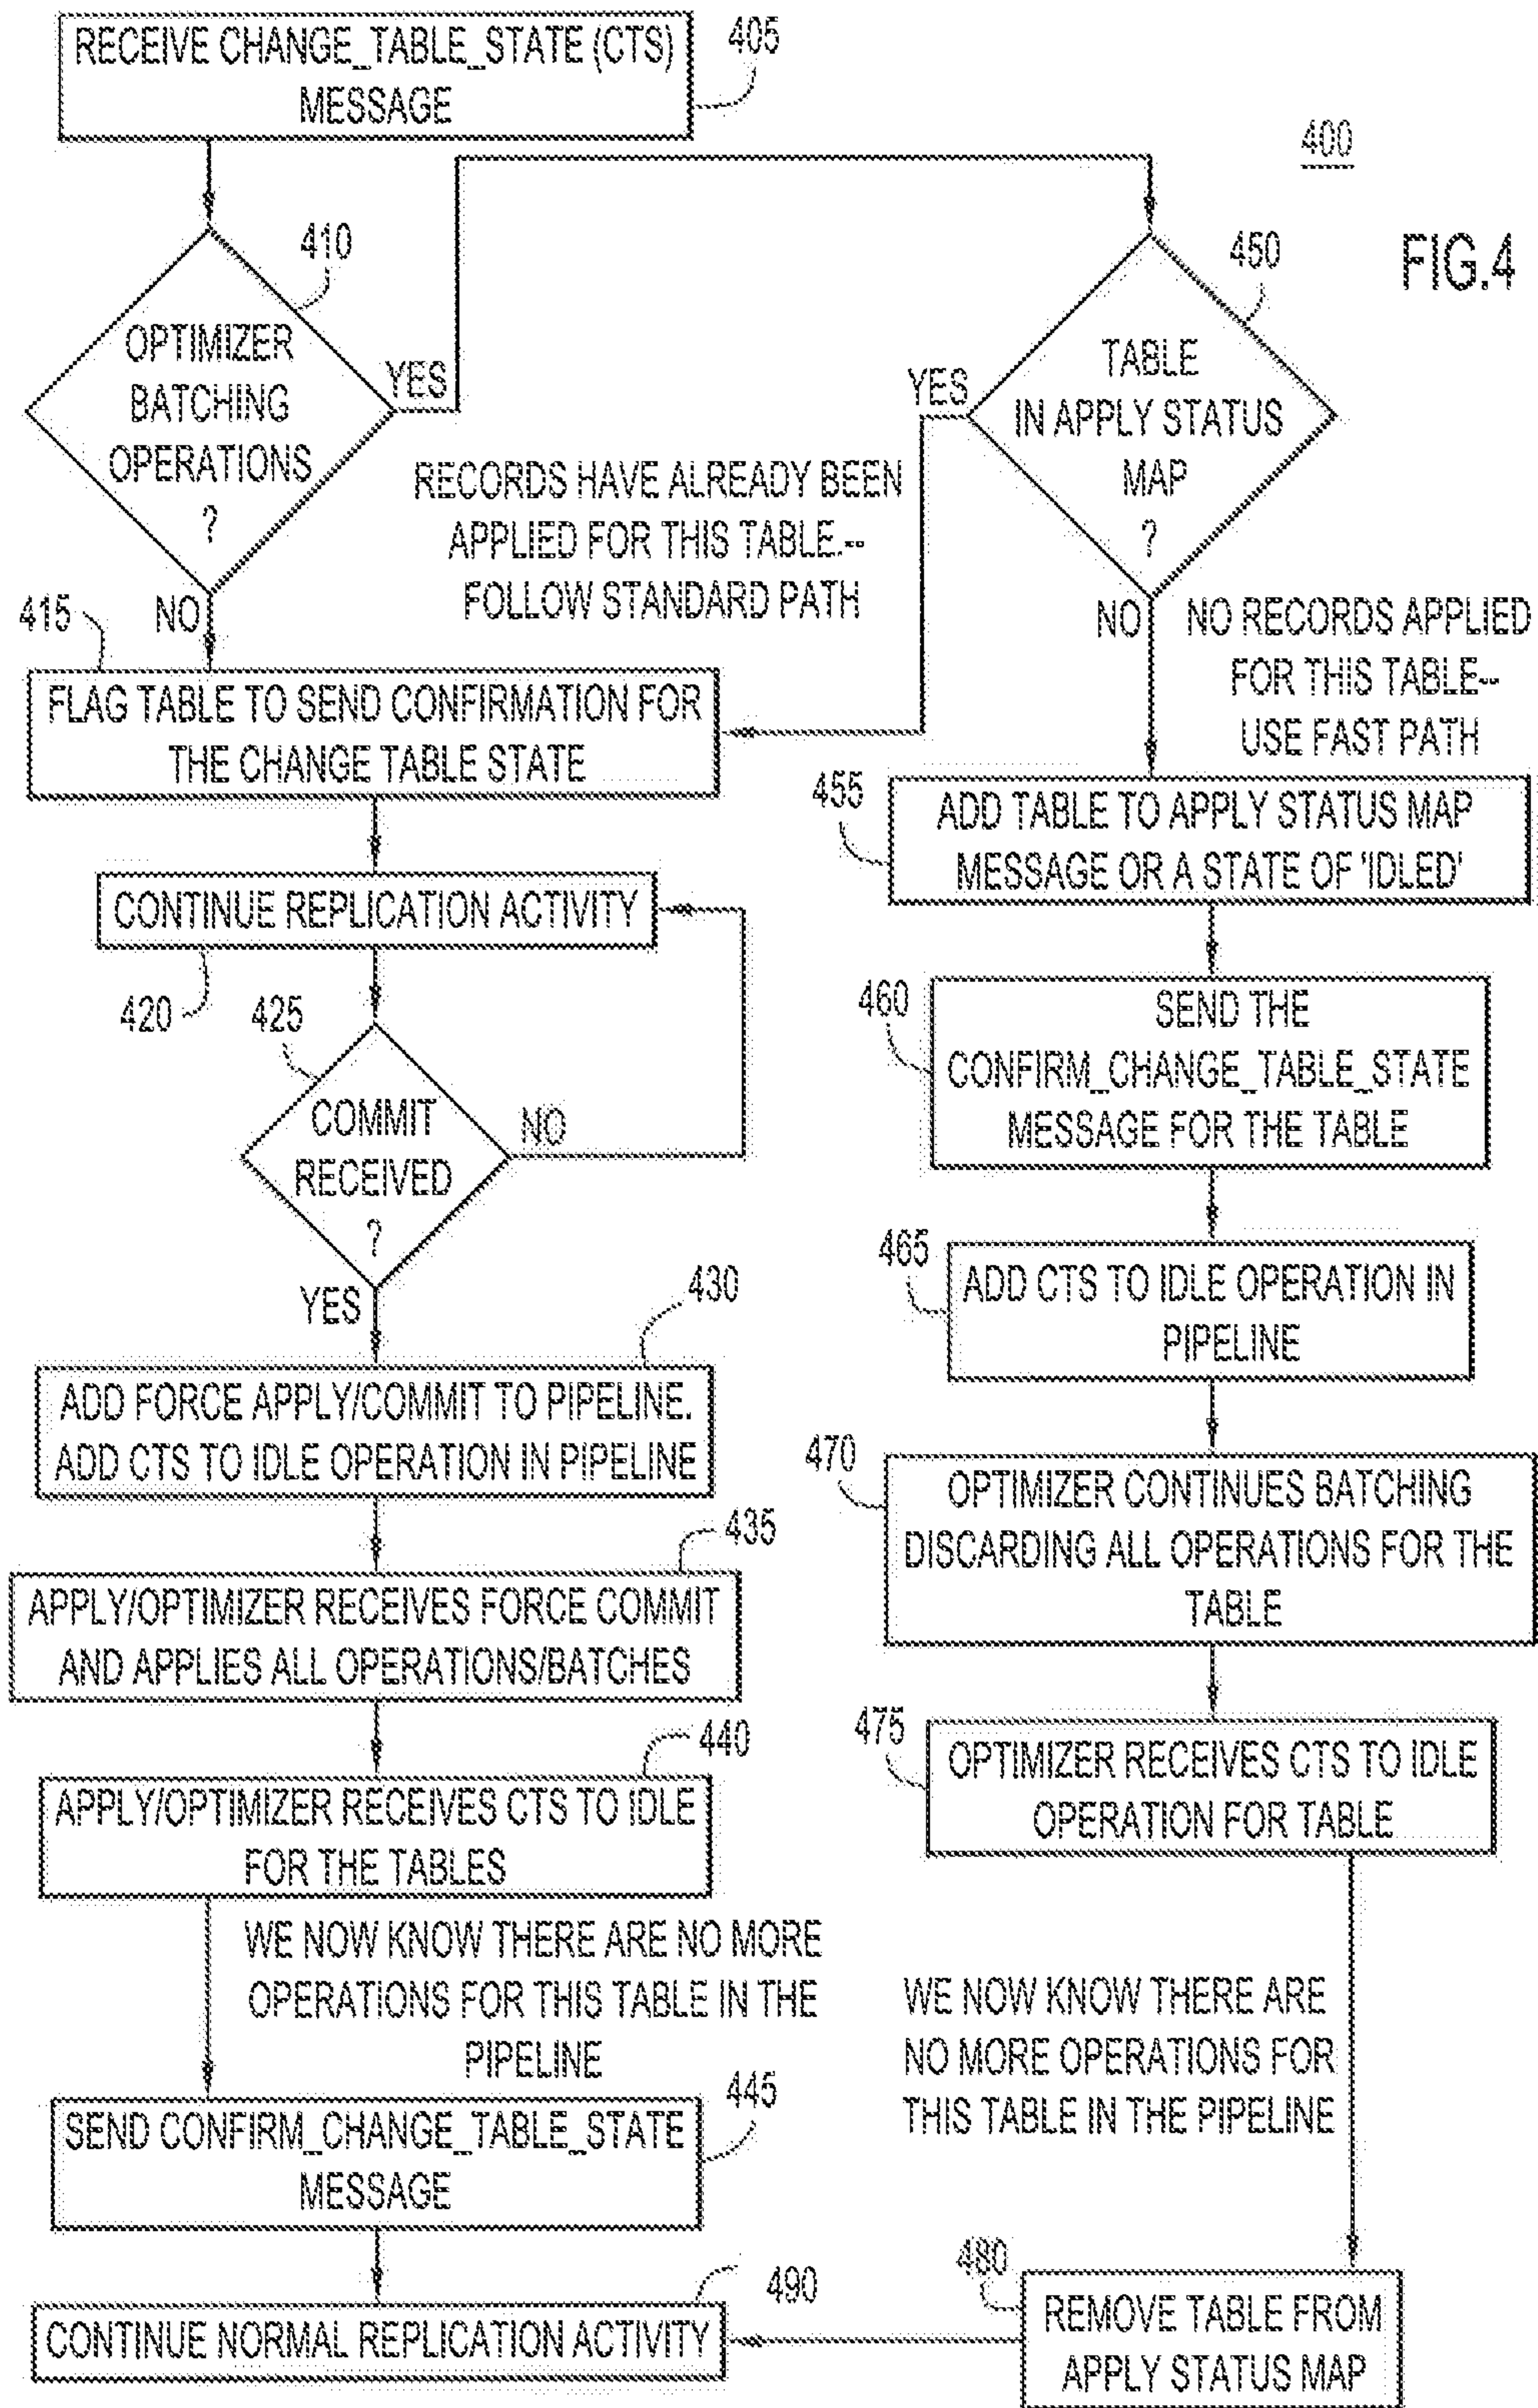 RECEIVE CHANGE_TABLE_STATE (CTS)
MESSAGE
405
400
FIG.4
410
OPTIMIZER
BATCHING
OPERATIONS
?
YES
NO
450
TABLE
IN APPLY STATUS
MAP
?
YES
NO
RECORDS HAVE ALREADY BEEN
APPLIED FOR THIS TABLE.--
FOLLOW STANDARD PATH
NO RECORDS APPLIED
FOR THIS TABLE--
USE FAST PATH
415
FLAG TABLE TO SEND CONFIRMATION FOR
THE CHANGE TABLE STATE
CONTINUE REPLICATION ACTIVITY
420
425
COMMIT
RECEIVED
?
NO
YES
430
ADD FORCE APPLY/COMMIT TO PIPELINE.
ADD CTS TO IDLE OPERATION IN PIPELINE
435
APPLY/OPTIMIZER RECEIVES FORCE COMMIT
AND APPLIES ALL OPERATIONS/BATCHES
440
APPLY/OPTIMIZER RECEIVES CTS TO IDLE
FOR THE TABLES
WE NOW KNOW THERE ARE NO MORE
OPERATIONS FOR THIS TABLE IN THE
PIPELINE
445
SEND CONFIRM_CHANGE_TABLE_STATE
MESSAGE
490
CONTINUE NORMAL REPLICATION ACTIVITY
455
ADD TABLE TO APPLY STATUS MAP
MESSAGE OR A STATE OF 'IDLED'
460
SEND THE
CONFIRM_CHANGE_TABLE_STATE
MESSAGE FOR THE TABLE
465
ADD CTS TO IDLE OPERATION IN
PIPELINE
470
OPTIMIZER CONTINUES BATCHING
DISCARDING ALL OPERATIONS FOR THE
TABLE
475
OPTIMIZER RECEIVES CTS TO IDLE
OPERATION FOR TABLE
WE NOW KNOW THERE ARE
NO MORE OPERATIONS FOR
THIS TABLE IN THE PIPELINE
480
REMOVE TABLE FROM
APPLY STATUS MAP